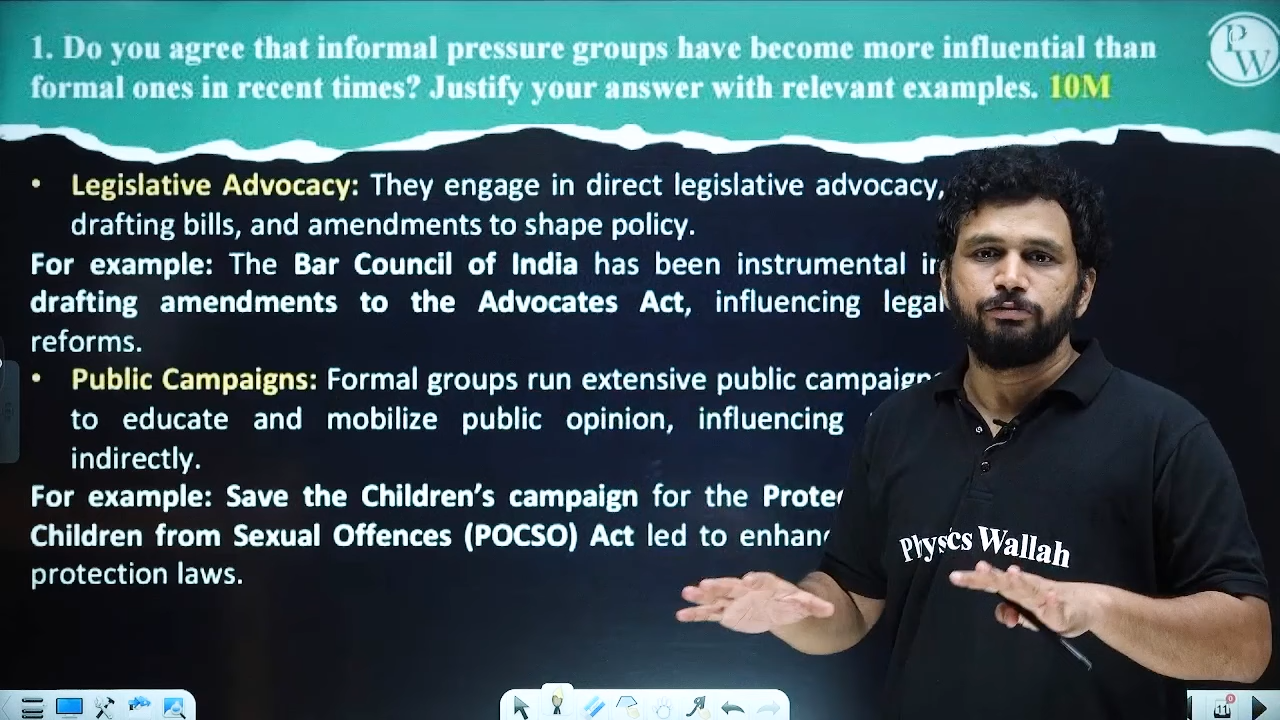 1. Do you agree that informal pressure groups have become more influential than
formal ones in recent times? Justify your answer with relevant examples. 10M
PW
• Legislative Advocacy: They engage in direct legislative advocacy,
drafting bills, and amendments to shape policy.
For example: The Bar Council of India has been instrumental in
drafting amendments to the Advocates Act, influencing legal
reforms.
• Public Campaigns: Formal groups run extensive public campaigns
to educate and mobilize public opinion, influencing
indirectly.
For example: Save the Children's campaign for the
Children from Sexual Offences (POCSO) Act led to
protection laws.
Physics Wallah
11